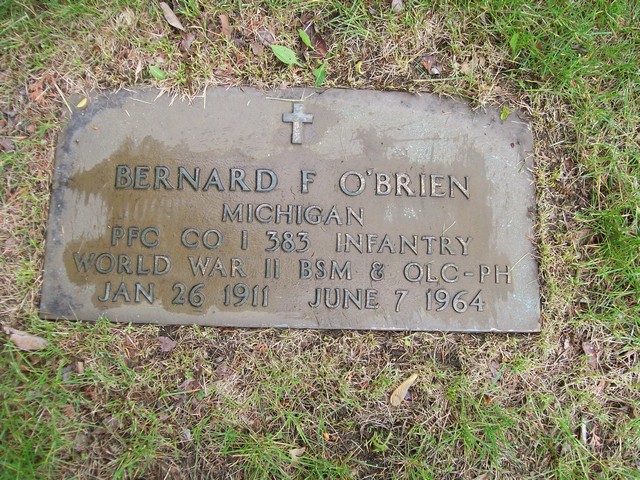 BERNARD F O'BRIEN
MICHIGAN
PFC CO I 383 INFANTRY
WORLD WAR II BSM & OLC-PH
JAN 26 1911 JUNE 7 1964